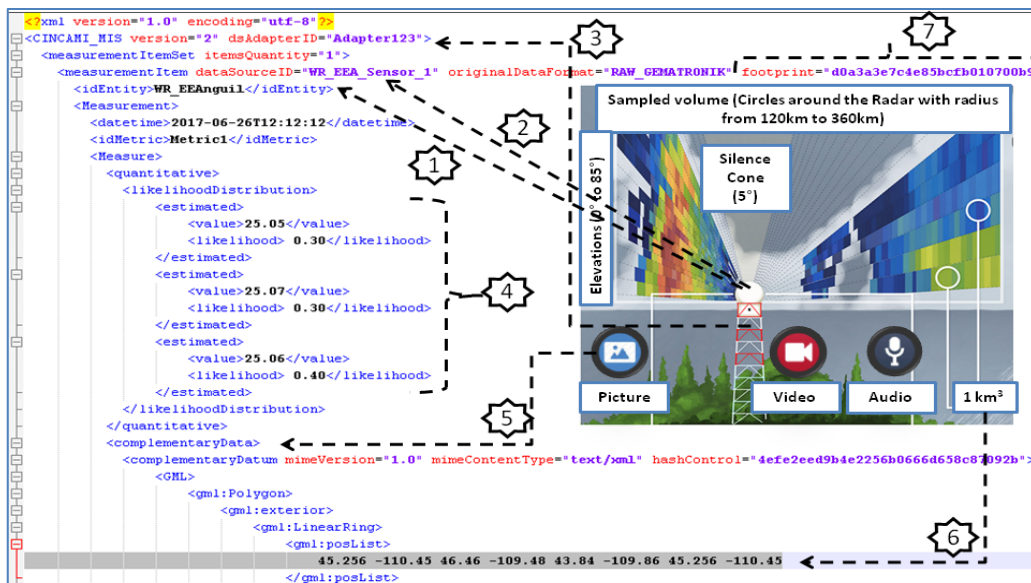 <?xml version="1.0" encoding="utf-8"?>
<CINCAMI_MIS version="2" dsAdapterID="Adapter123">
3
7
<measurementItemSet itemsQuantity="1">
<measurementItem dataSourceID="WR_EEA_Sensor_1" originalDataFormat="RAW_GEMATRONIK" footprint="d0a3a3e7c4e85bcfb010700b9
<idEntity>WR_EEAnguil</idEntity>
<Measurement>
<datetime>2017-06-26T12:12:12</datetime>
<idMetric>Metric1</idMetric>
<Measure>
<quantitative>
<likelihoodDistribution>
<estimated>
<value>25.05</value>
<likelihood> 0.30</likelihood>
</estimated>
<estimated>
<value>25.07</value>
<likelihood> 0.30</likelihood>
</estimated>
<estimated>
<value>25.06</value>
<likelihood> 0.40</likelihood>
</estimated>
</likelihoodDistribution>
</quantitative>
2
1
4
5
Sampled volume (Circles around the Radar with radius
from 120km to 360km)
Silence
Cone
(5°)
Elevations (0° to 85°)
Picture
Video
Audio
1 km³
<complementaryData>
<complementaryDatum mimeVersion="1.0" mimeContentType="text/xml" hashControl="4efe2eed9b4e2256b0666d658c87092b">
<GML>
<gml:Polygon>
<gml:exterior>
<gml:LinearRing>
<gml:posList>
6
45.256 -110.45 46.46 -109.48 43.84 -109.86 45.256 -110.45
</gml:posList>